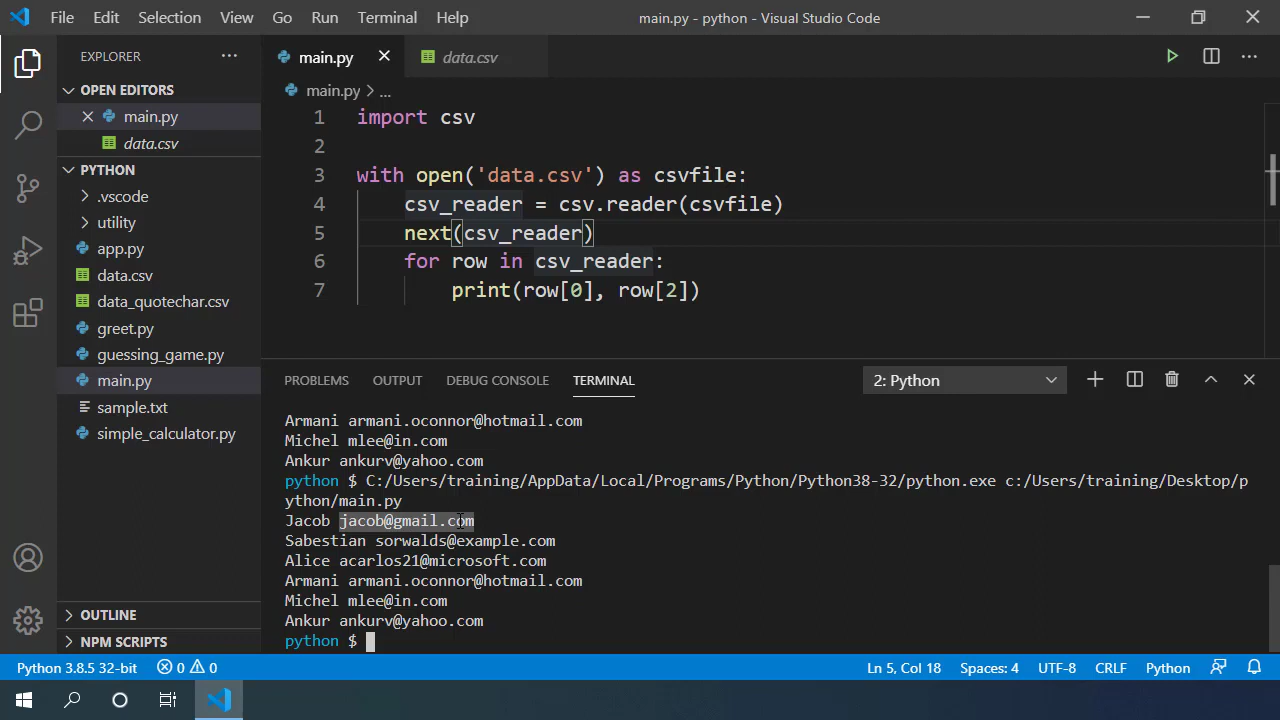 File Edit Selection View Go Run Terminal Help main.py - python - Visual Studio Code
EXPLORER
OPEN EDITORS
main.py
data.csv
PYTHON
.vscode
utility
app.py
data.csv
data_quotechar.csv
greet.py
guessing_game.py
main.py
sample.txt
simple_calculator.py
OUTLINE
NPM SCRIPTS
main.py data.csv
main.py > ...
1 import csv
2
3 with open('data.csv') as csvfile:
4 csv_reader = csv.reader(csvfile)
5 next(csv_reader)
6 for row in csv_reader:
7 print(row[0], row[2])
PROBLEMS OUTPUT DEBUG CONSOLE TERMINAL 2: Python
Armani armani.oconnor@hotmail.com
Michel mlee@in.com
Ankur ankurv@yahoo.com
python $ C:/Users/training/AppData/Local/Programs/Python/Python38-32/python.exe c:/Users/training/Desktop/p
ython/main.py
Jacob jacob@gmail.com
Sabestian sorwalds@example.com
Alice acarlos21@microsoft.com
Armani armani.oconnor@hotmail.com
Michel mlee@in.com
Ankur ankurv@yahoo.com
python $
Python 3.8.5 32-bit 0 0 Ln 5, Col 18 Spaces: 4 UTF-8 CRLF Python